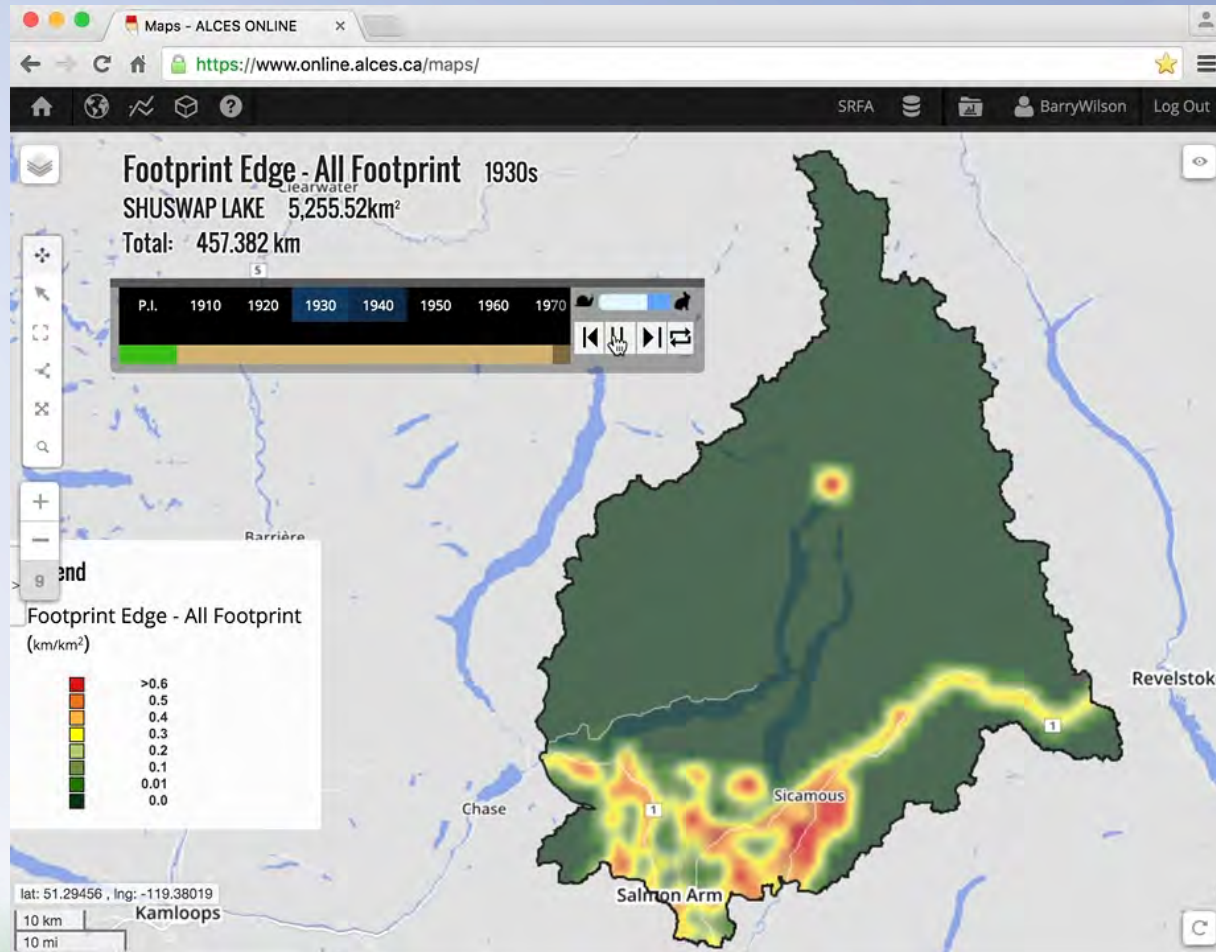 Maps - ALCES ONLINE
https://www.online.alces.ca/maps/
SRFA BarryWilson Log Out
Footprint Edge - All Footprint 1930s
Clearwater
SHUSWAP LAKE 5,255.52km²
Total: 457.382 km
5
P.I. 1910 1920 1930 1940 1950 1960 1970
Barrière
9 end
Footprint Edge - All Footprint
(km/km²)
>0.6
0.5
0.4
0.3
0.2
0.1
0.01
0.0
Revelstok
1
Sicamous
Chase
1
Salmon Arm
lat: 51.29456 , lng: -119.38019
Kamloops
10 km
10 mi